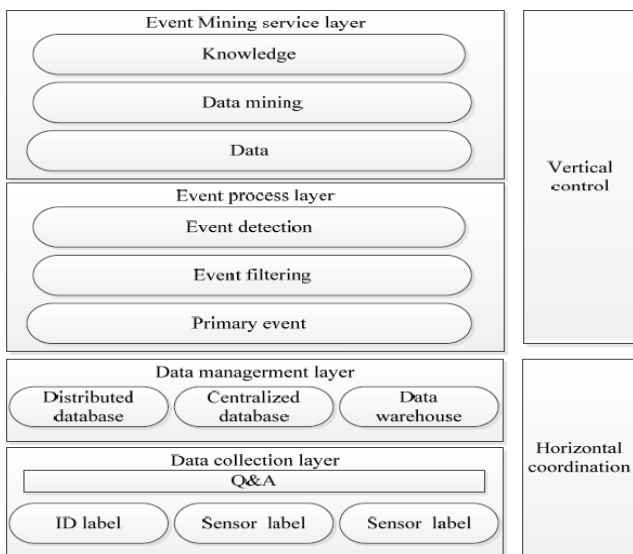 Event Mining service layer
Knowledge
Data mining
Data
Event process layer
Event detection
Event filtering
Primary event
Vertical
control
Data managerment layer
Distributed
database
Centralized
database
Data
warehouse
Data collection layer
Q&A
ID label
Sensor label
Sensor label
Horizontal
coordination